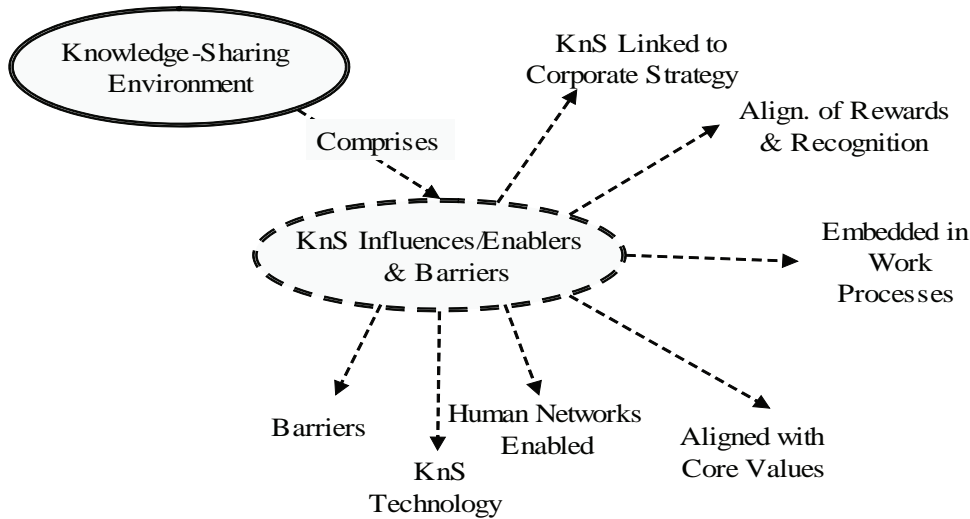 Knowledge-Sharing
Environment
Comprises
KnS Influences/Enablers
& Barriers
KnS Linked to
Corporate Strategy
Align. of Rewards
& Recognition
Embedded in
Work
Processes
Aligned with
Core Values
Human Networks
Enabled
KnS
Technology
Barriers